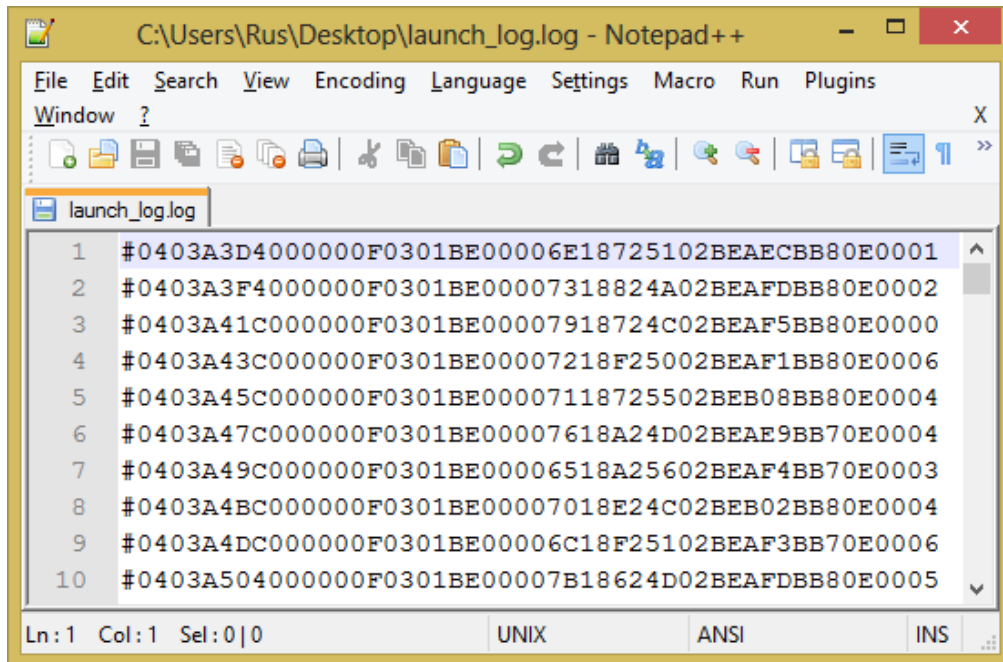 C:\Users\Rus\Desktop\launch_log.log - Notepad++
File Edit Search View Encoding Language Settings Macro Run Plugins
Window ? X
launch_log.log
1 #0403A3D4000000F0301BE00006E18725102BEAECBB80E0001
2 #0403A3F4000000F0301BE00007318824A02BEAFDBB80E0002
3 #0403A41C000000F0301BE00007918724C02BEAF5BB80E0000
4 #0403A43C000000F0301BE00007218F25002BEAF1BB80E0006
5 #0403A45C000000F0301BE00007118725502BEB08BB80E0004
6 #0403A47C000000F0301BE00007618A24D02BEAE9BB70E0004
7 #0403A49C000000F0301BE00006518A25602BEAF4BB70E0003
8 #0403A4BC000000F0301BE00007018E24C02BEB02BB80E0004
9 #0403A4DC000000F0301BE00006C18F25102BEAF3BB70E0006
10 #0403A504000000F0301BE00007B18624D02BEAFDBB80E0005
Ln : 1 Col : 1 Sel : 0 | 0 UNIX ANSI INS